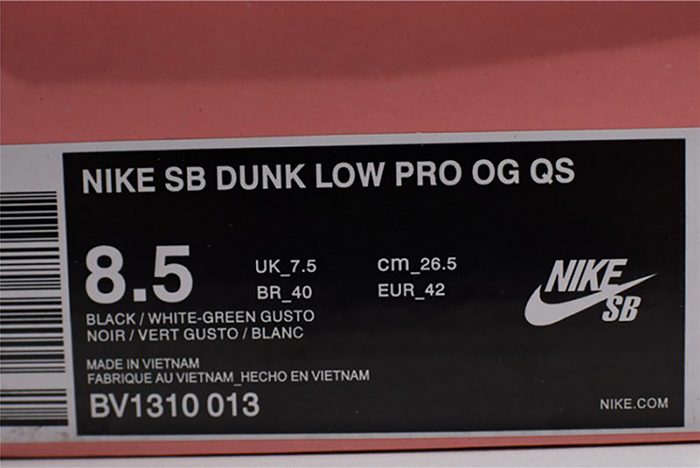 NIKE SB DUNK LOW PRO OG QS
8.5 UK_7.5 cm_26.5
BR_40 EUR_42
BLACK / WHITE-GREEN GUSTO
NOIR / VERT GUSTO / BLANC
NIKE
SB
MADE IN VIETNAM
FABRIQUE AU VIETNAM_HECHO EN VIETNAM
BV1310 013
NIKE.COM